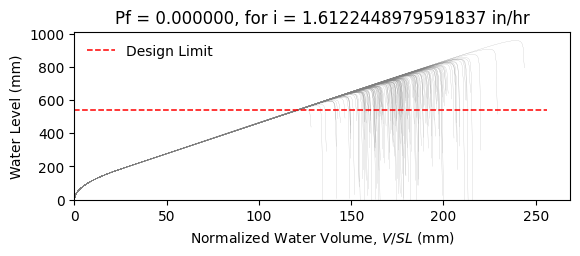 Pf = 0.000000, for i = 1.6122448979591837 in/hr
Water Level (mm)
1000
800
600
400
200
0
Design Limit
0 50 100 150 200 250
Normalized Water Volume, V/SL (mm)